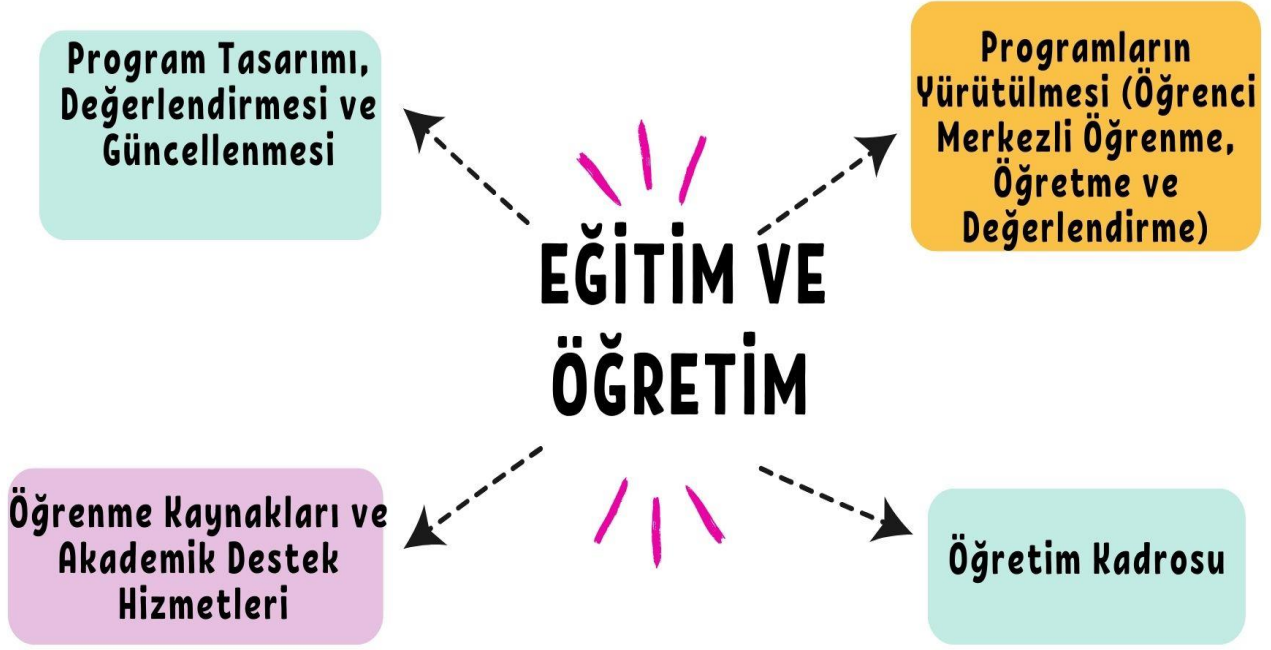 Program Tasarımı,
Değerlendirmesi ve
Güncellenmesi
Programların
Yürütülmesi (Öğrenci
Merkezli Öğrenme,
Öğretme ve
Değerlendirme)
EĞİTİM VE
ÖĞRETİM
Öğrenme Kaynakları ve
Akademik Destek
Hizmetleri
Öğretim Kadrosu